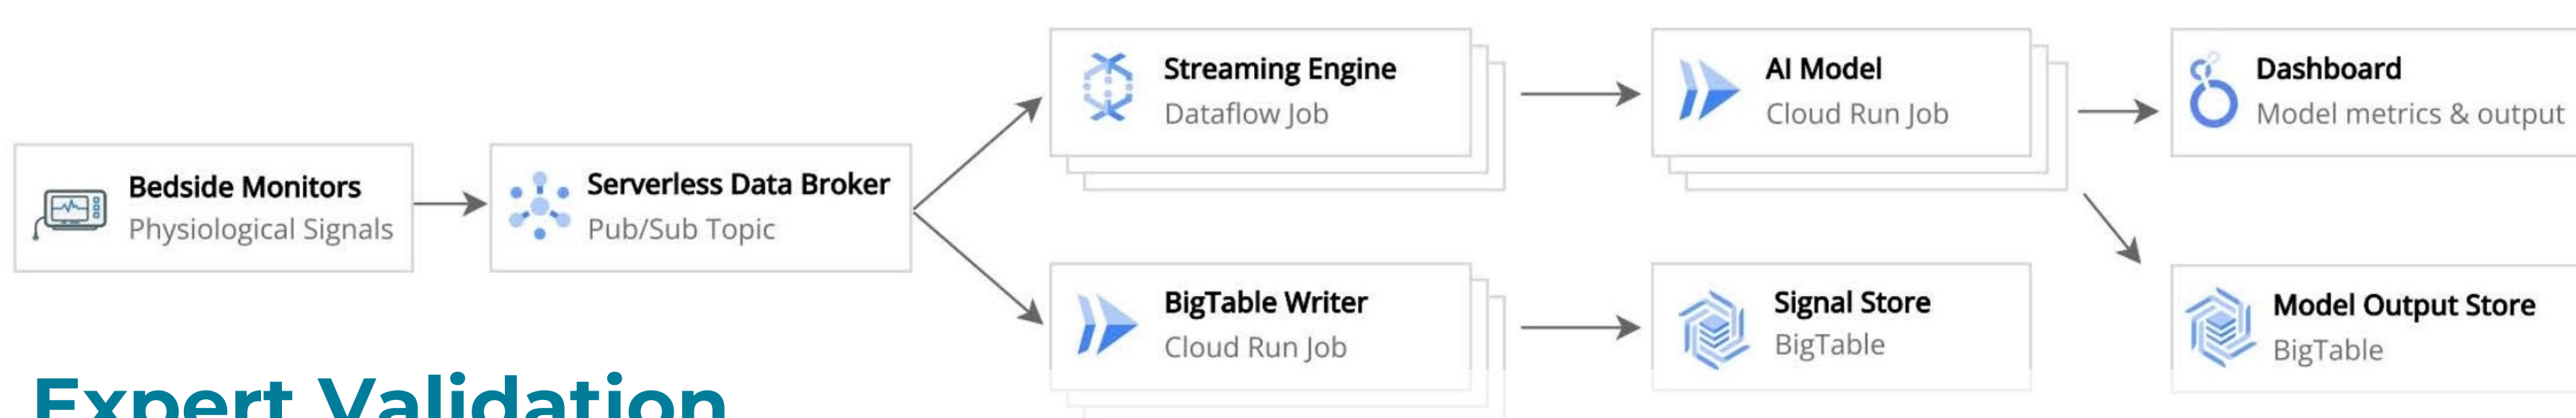 Bedside Monitors
Physiological Signals
Serverless Data Broker
Pub/Sub Topic
Streaming Engine
Dataflow Job
AI Model
Cloud Run Job
Dashboard
Model metrics & output
BigTable Writer
Cloud Run Job
Signal Store
BigTable
Model Output Store
BigTable
Expert Validation